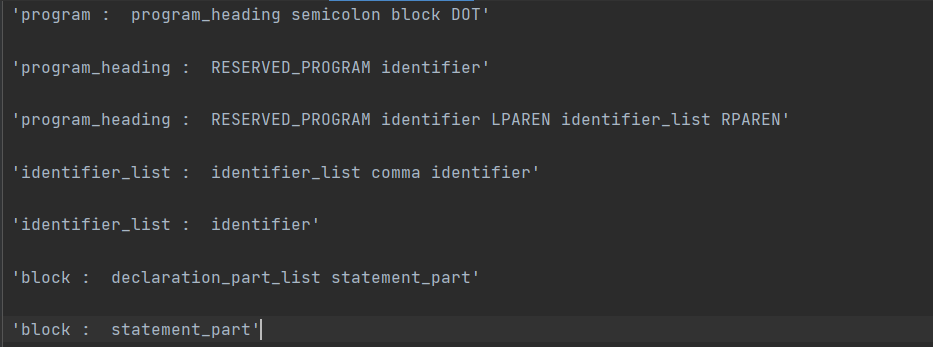 'program :  program_heading semicolon block DOT'
'program_heading :  RESERVED_PROGRAM identifier'
'program_heading :  RESERVED_PROGRAM identifier LPAREN identifier_list RPAREN'
'identifier_list :  identifier_list comma identifier'
'identifier_list :  identifier'
'block :  declaration_part_list statement_part'
'block :  statement_part'